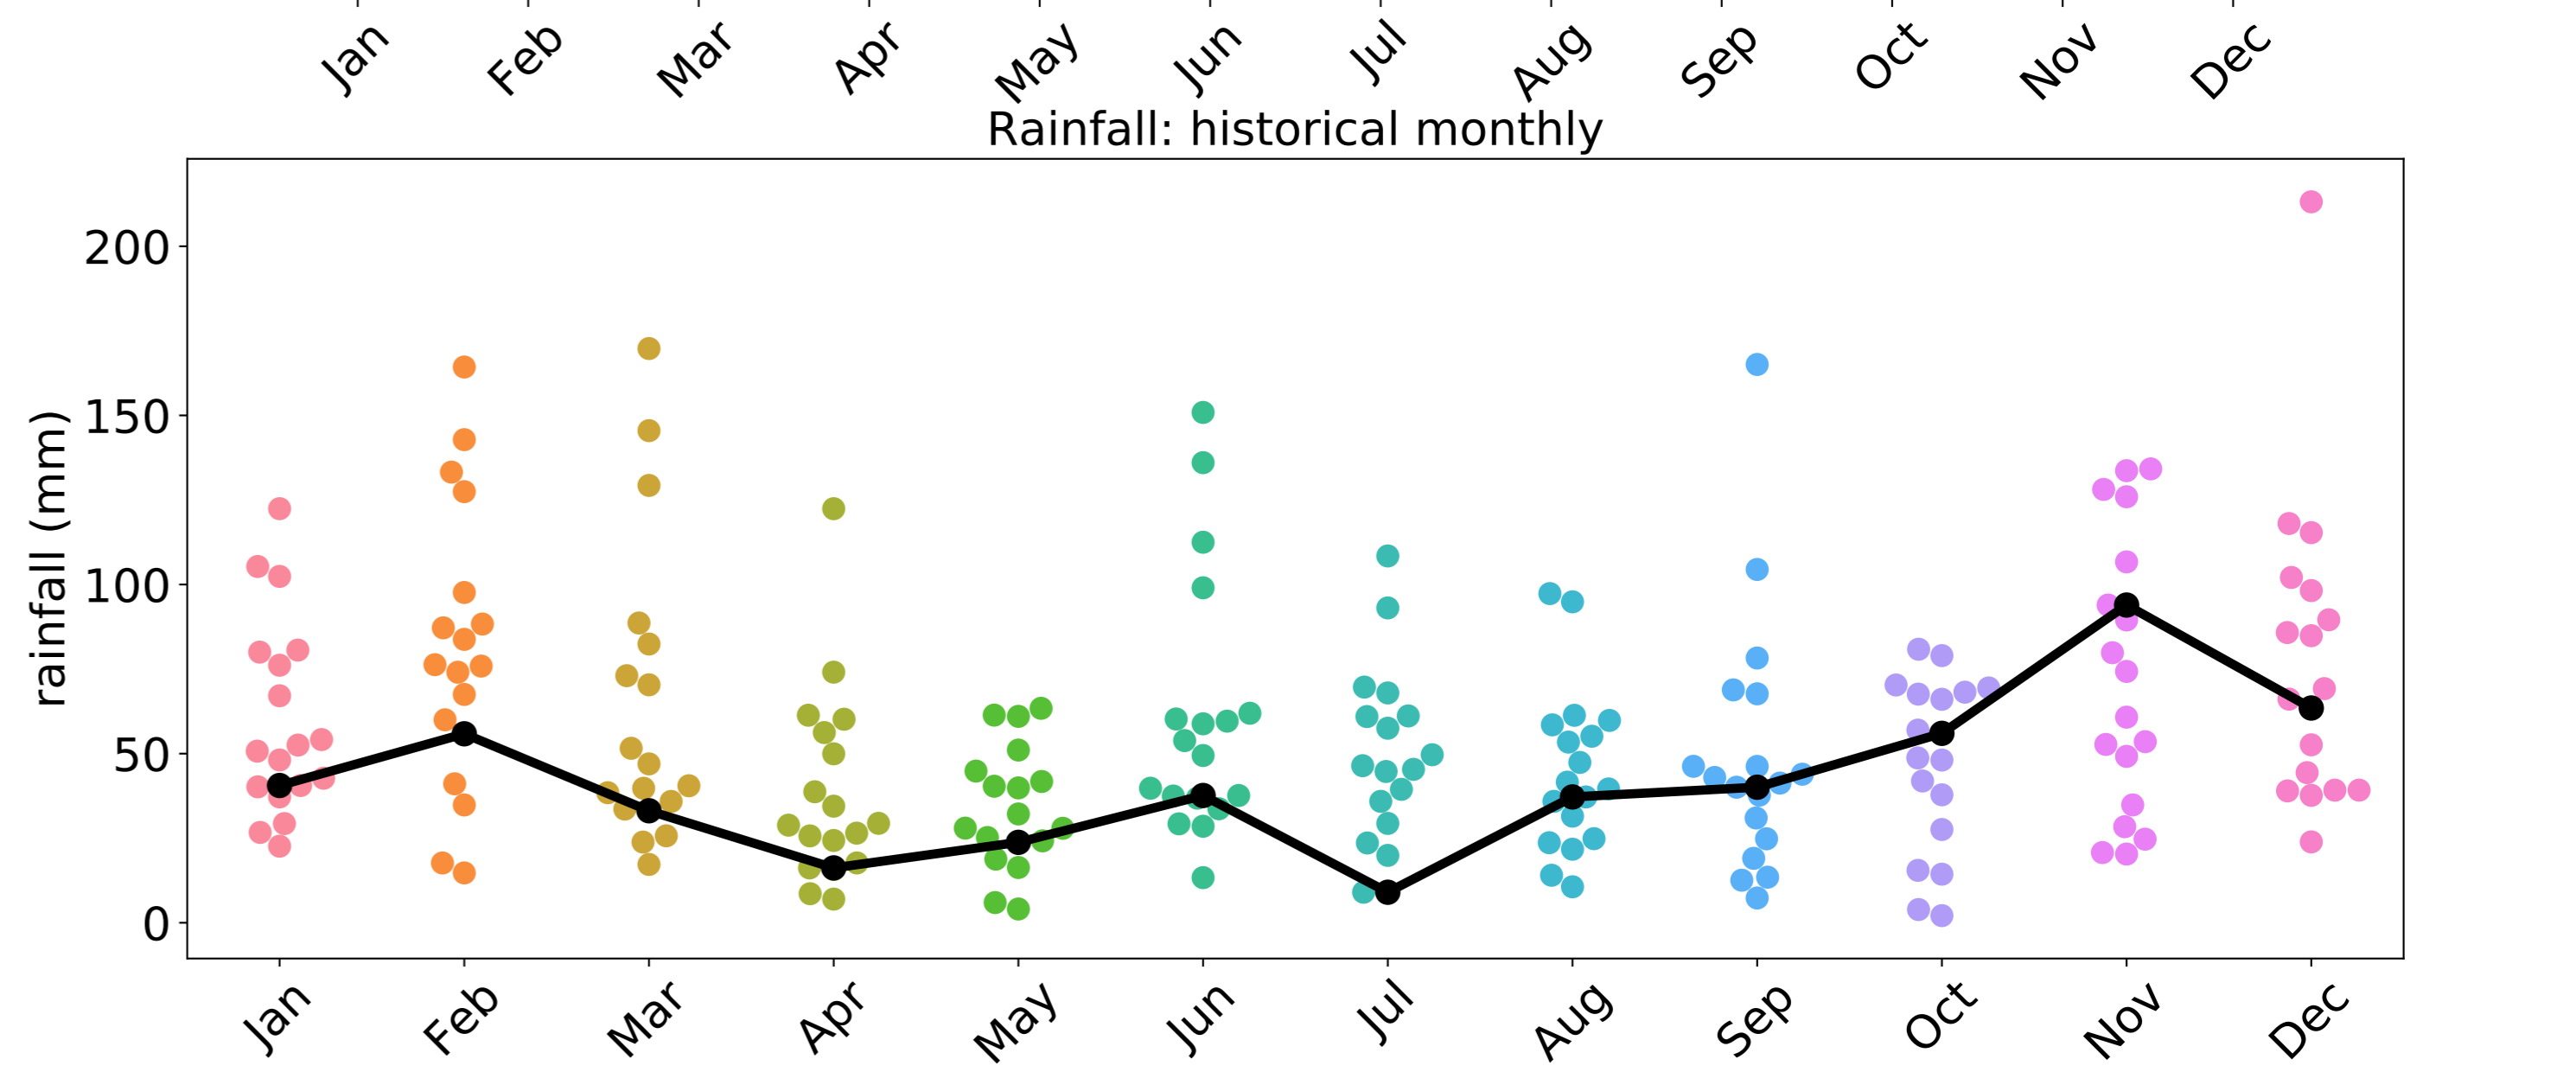 Jan Feb Mar Apr May Jun Jul Aug Sep Oct Nov Dec
Rainfall: historical monthly
rainfall (mm)
200
150
100
50
0
Jan Feb Mar Apr May Jun Jul Aug Sep Oct Nov Dec